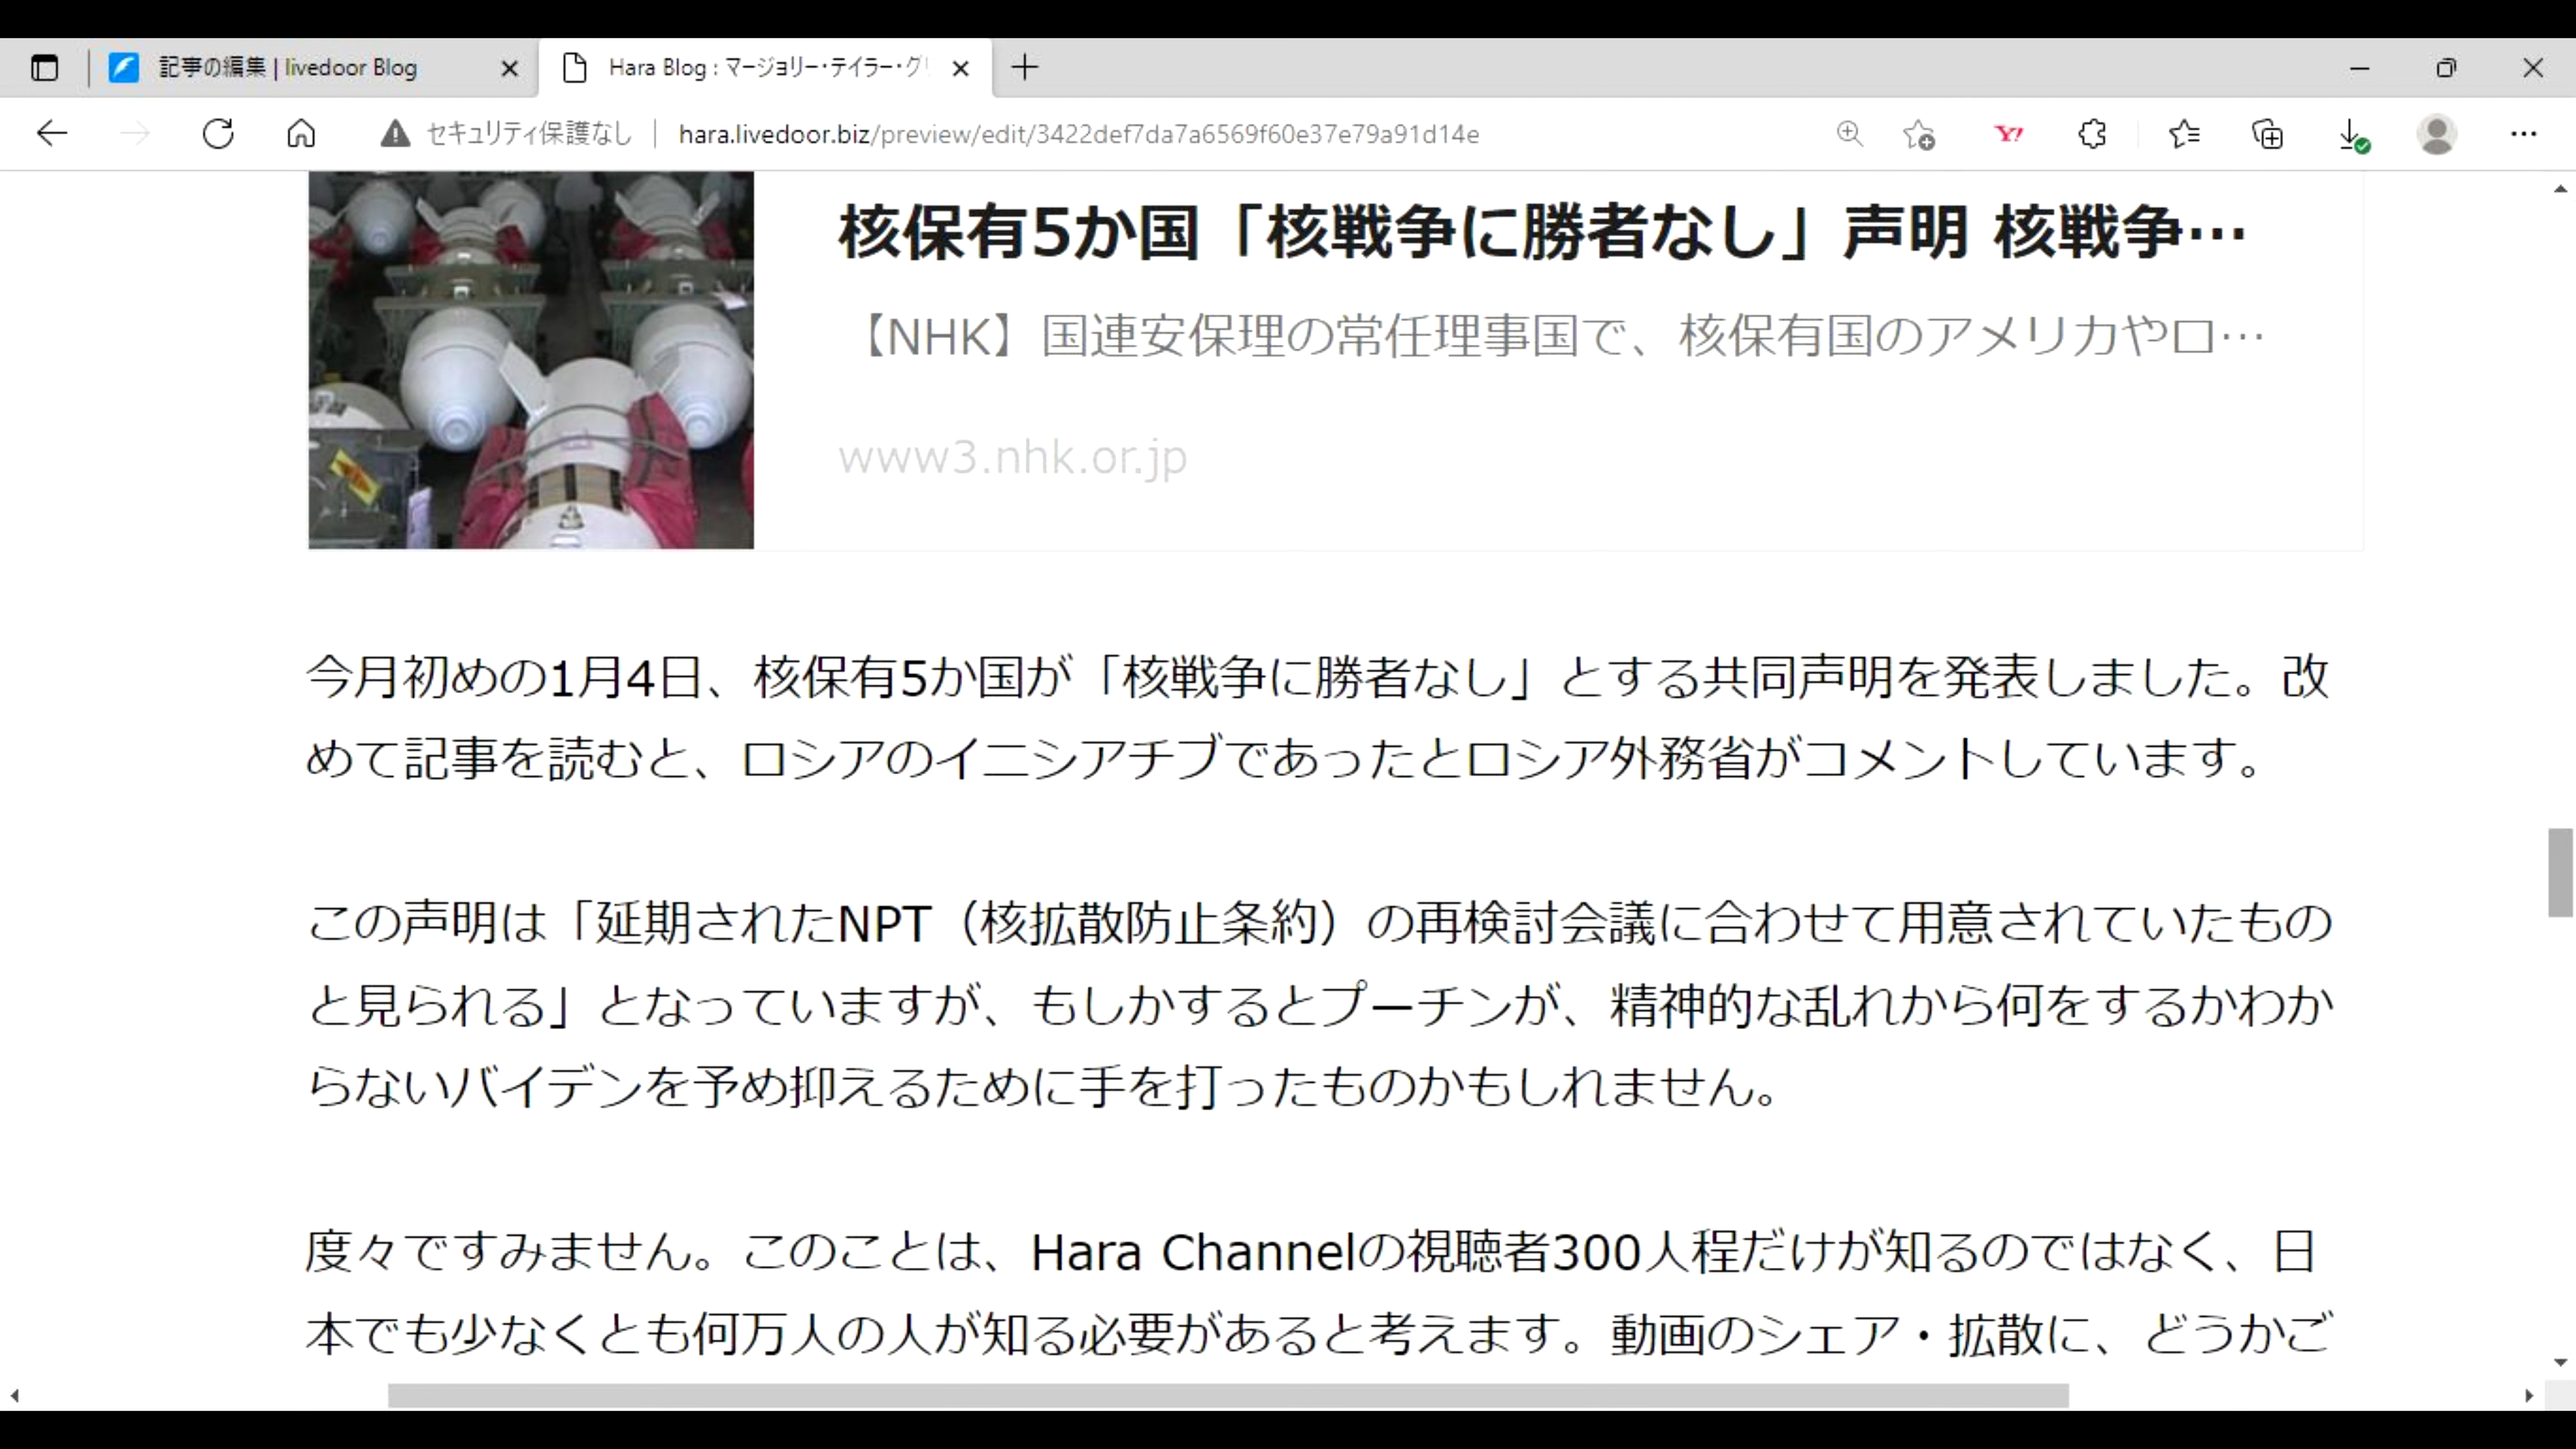 記事の編集 | livedoor Blog
Hara Blog : マージョリー・テイラー・グ
セキュリティ保護なし
hara.livedoor.biz/preview/edit/3422def7da7a6569f60e37e79a91d14e
Y!
核保有5か国「核戦争に勝者なし」声明 核戦争…
【NHK】国連安保理の常任理事国で、核保有国のアメリカやロ…
www3.nhk.or.jp
今月初めの1月4日、核保有5か国が「核戦争に勝者なし」とする共同声明を発表しました。改
めて記事を読むと、ロシアのイニシアチブであったとロシア外務省がコメントしています。
この声明は「延期されたNPT（核拡散防止条約）の再検討会議に合わせて用意されていたもの
と見られる」となっていますが、もしかするとプーチンが、精神的な乱れから何をするかわか
らないバイデンを予め抑えるために手を打ったものかもしれません。
度々ですみません。このことは、Hara Channelの視聴者300人程だけが知るのではなく、日
本でも少なくとも何万人の人が知る必要があると考えます。動画のシェア・拡散に、どうかご